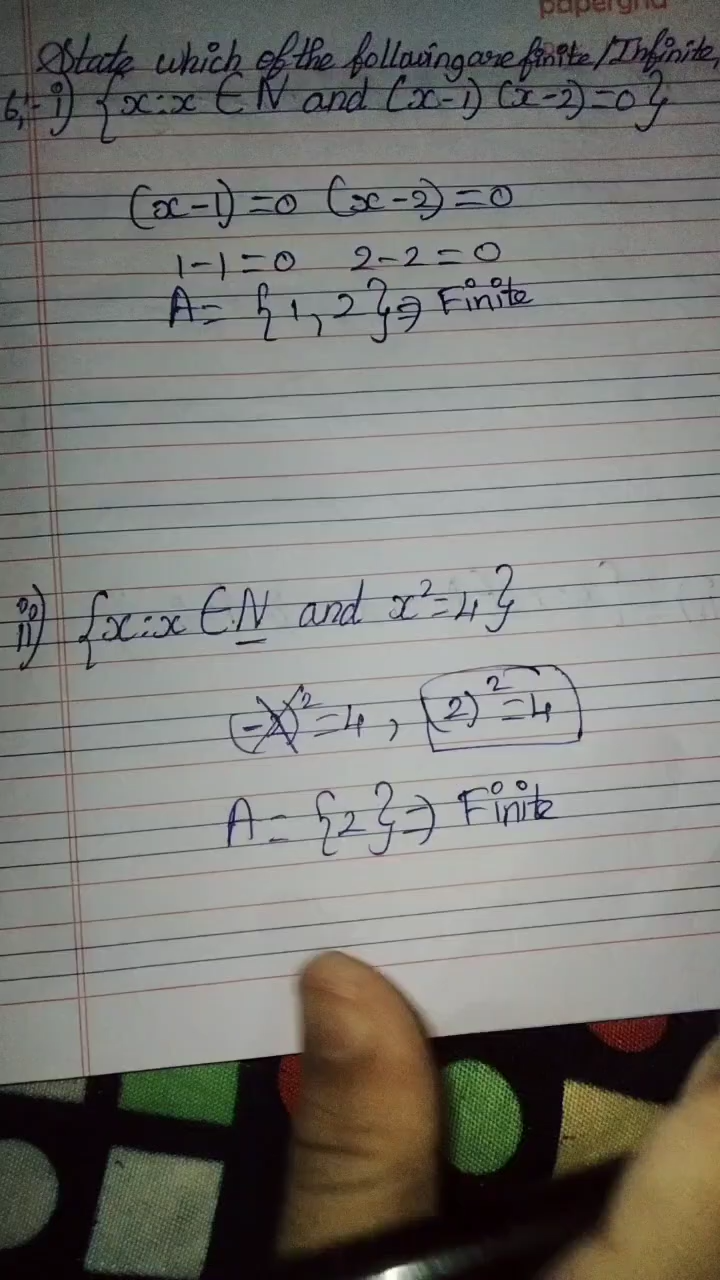 papergrid
State which of the following are finite/Infinite,
6,-i) {x:x ∈ N and (x-1) (x-2)=0}
(x-1)=0 (x-2)=0
1-1=0 2-2=0
A= {1, 2}⇒ Finite
ii) {x:x ∈ N and x²=4}
(-2)²=4, (2)²=4
A= {2}⇒ Finite